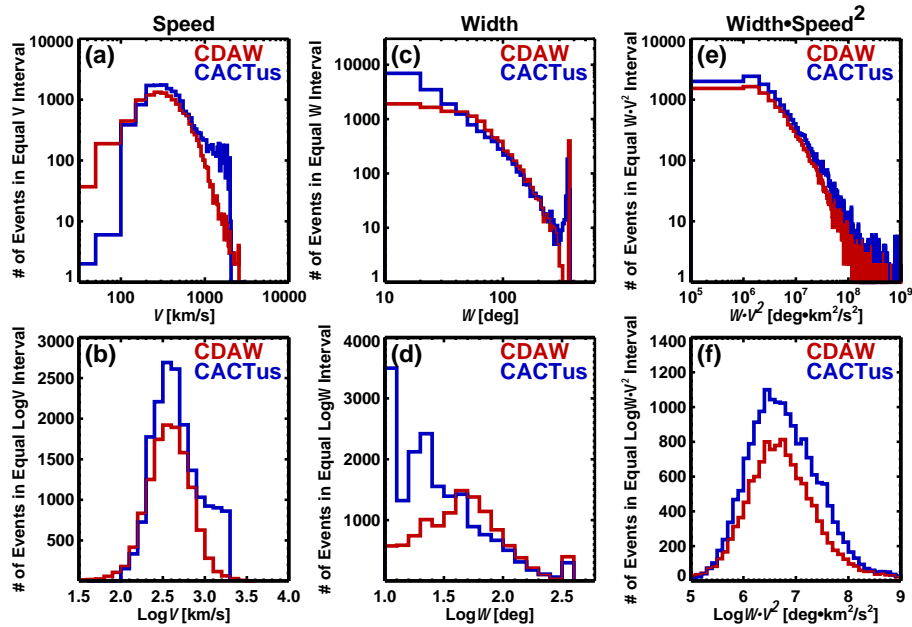 Speed
Width
Width•Speed²
(a)
CDAW
CACTus
# of Events in Equal V Interval
10000
1000
100
10
1
100
1000
10000
V [km/s]
(c)
CDAW
CACTus
# of Events in Equal W Interval
10000
1000
100
10
1
10
100
W [deg]
(e)
CDAW
CACTus
# of Events in Equal W·V² Interval
10000
1000
100
10
1
10⁵
10⁶
10⁷
10⁸
10⁹
W·V² [deg•km²/s²]
(b)
CDAW
CACTus
# of Events in Equal LogV Interval
3000
2500
2000
1500
1000
500
1.5
2.0
2.5
3.0
3.5
4.0
LogV [km/s]
(d)
CDAW
CACTus
# of Events in Equal LogW Interval
4000
3000
2000
1000
1.0
1.5
2.0
2.5
LogW [deg]
(f)
CDAW
CACTus
# of Events in Equal LogW·V² Interval
1400
1200
1000
800
600
400
200
0
5
6
7
8
9
LogW·V² [deg•km²/s²]